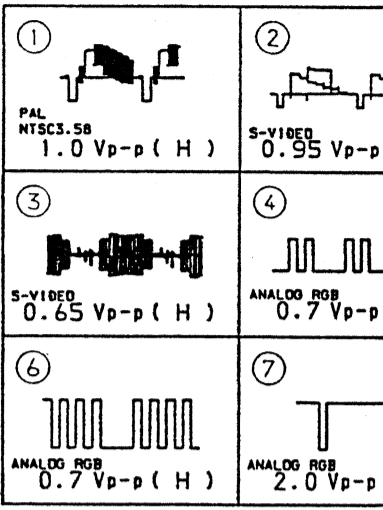 1
PAL
NTSC3.58
1.0 Vp-p ( H )
2
S-VIDEO
0.95 Vp-p
3
S-VIDEO
0.65 Vp-p ( H )
4
ANALOG RGB
0.7 Vp-p
6
ANALOG RGB
0.7 Vp-p ( H )
7
ANALOG RGB
2.0 Vp-p